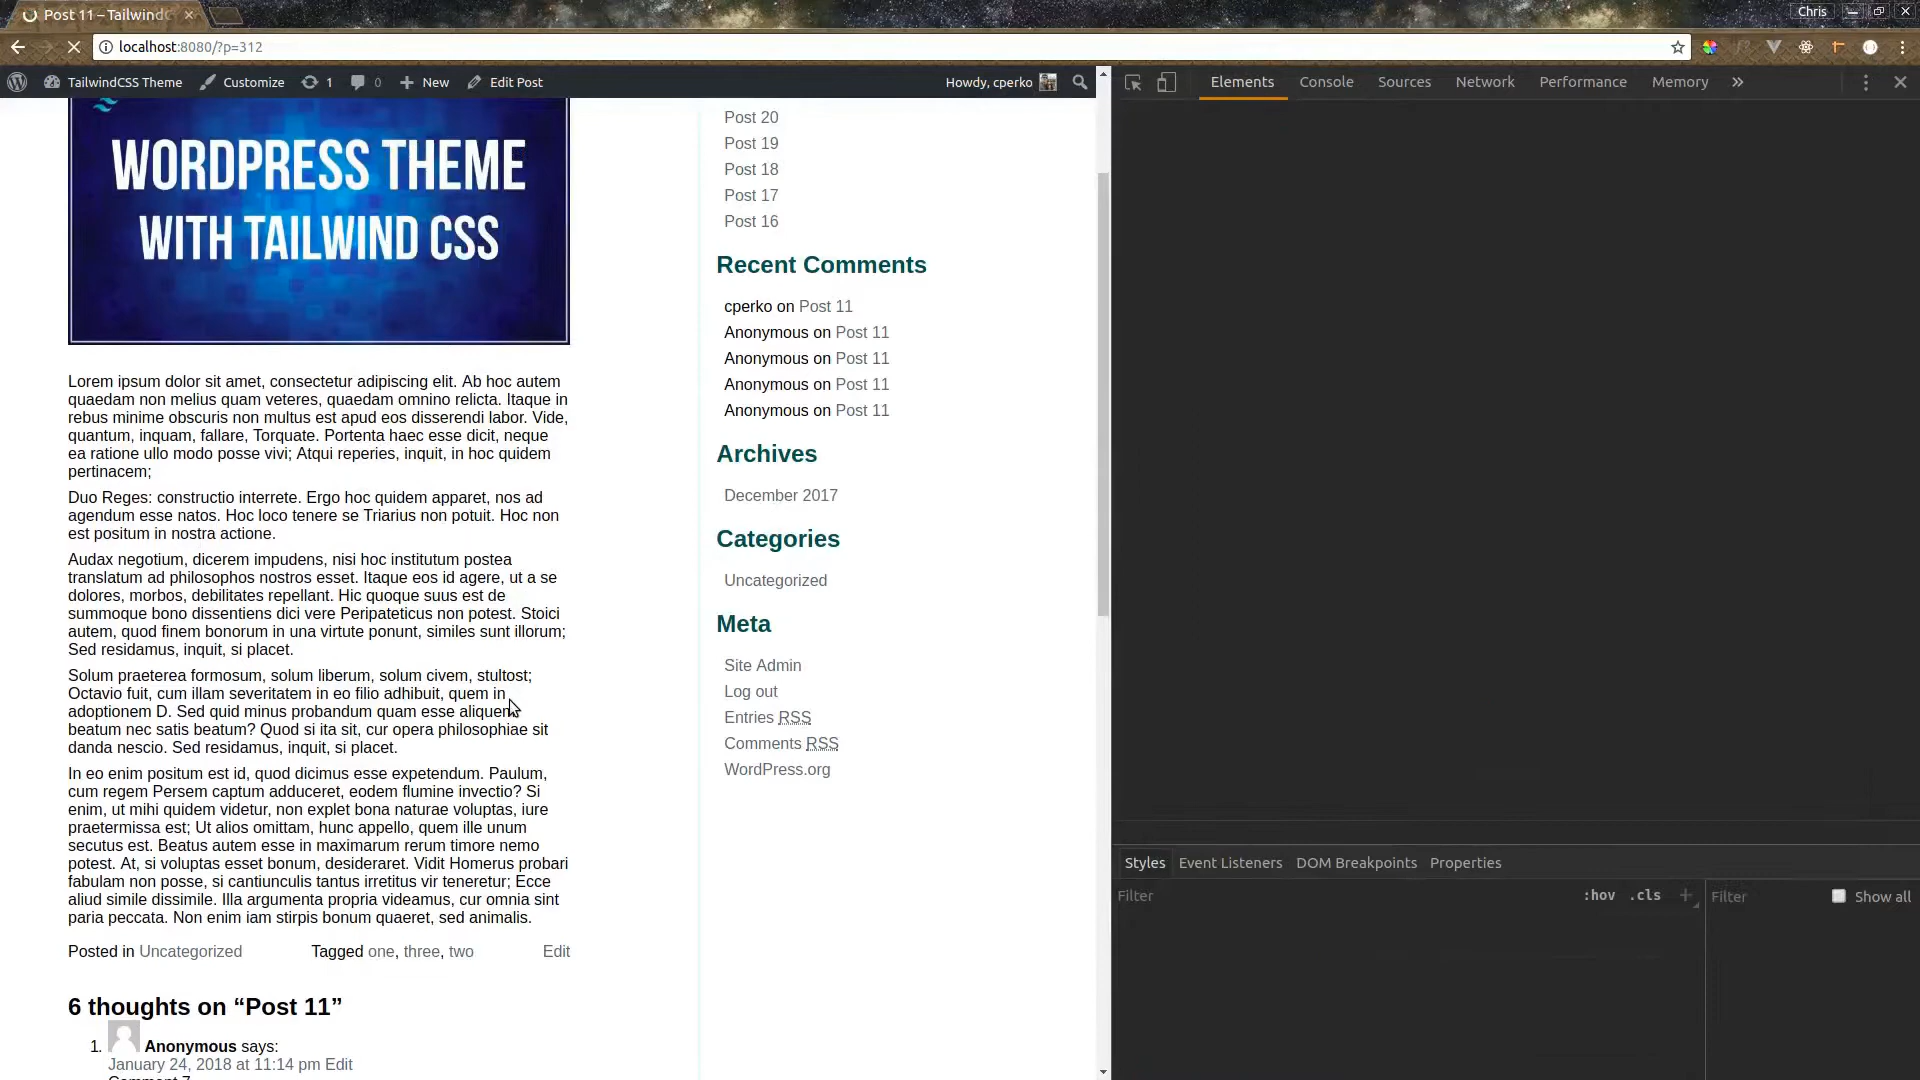 Post 11 – Tailwindc
Chris
localhost:8080/?p=312
TailwindCSS Theme
Customize
1
0
New
Edit Post
Howdy, cperko
Elements
Console
Sources
Network
Performance
Memory
WORDPRESS THEME
WITH TAILWIND CSS
Lorem ipsum dolor sit amet, consectetur adipiscing elit. Ab hoc autem
quaedam non melius quam veteres, quaedam omnino relicta. Itaque in
rebus minime obscuris non multus est apud eos disserendi labor. Vide,
quantum, inquam, fallare, Torquate. Portenta haec esse dicit, neque
ea ratione ullo modo posse vivi; Atqui reperies, inquit, in hoc quidem
pertinacem;
Duo Reges: constructio interrete. Ergo hoc quidem apparet, nos ad
agendum esse natos. Hoc loco tenere se Triarius non potuit. Hoc non
est positum in nostra actione.
Audax negotium, dicerem impudens, nisi hoc institutum postea
translatum ad philosophos nostros esset. Itaque eos id agere, ut a se
dolores, morbos, debilitates repellant. Hic quoque suus est de
summoque bono dissentiens dici vere Peripateticus non potest. Stoici
autem, quod finem bonorum in una virtute ponunt, similes sunt illorum;
Sed residamus, inquit, si placet.
Solum praeterea formosum, solum liberum, solum civem, stultost;
Octavio fuit, cum illam severitatem in eo filio adhibuit, quem in
adoptionem D. Sed quid minus probandum quam esse aliquem
beatum nec satis beatum? Quod si ita sit, cur opera philosophiae sit
danda nescio. Sed residamus, inquit, si placet.
In eo enim positum est id, quod dicimus esse expetendum. Paulum,
cum regem Persem captum adduceret, eodem flumine invectio? Si
enim, ut mihi quidem videtur, non explet bona naturae voluptas, iure
praetermissa est; Ut alios omittam, hunc appello, quem ille unum
secutus est. Beatus autem esse in maximarum rerum timore nemo
potest. At, si voluptas esset bonum, desideraret. Vidit Homerus probari
fabulam non posse, si cantiunculis tantus irretitus vir teneretur; Ecce
aliud simile dissimile. Illa argumenta propria videamus, cur omnia sint
paria peccata. Non enim iam stirpis bonum quaeret, sed animalis.
Posted in Uncategorized
Tagged one, three, two
Edit
6 thoughts on “Post 11”
1. Anonymous says:
January 24, 2018 at 11:14 pm Edit
Comment 7
Post 20
Post 19
Post 18
Post 17
Post 16
Recent Comments
cperko on Post 11
Anonymous on Post 11
Anonymous on Post 11
Anonymous on Post 11
Anonymous on Post 11
Archives
December 2017
Categories
Uncategorized
Meta
Site Admin
Log out
Entries RSS
Comments RSS
WordPress.org
Styles
Event Listeners
DOM Breakpoints
Properties
Filter
:hov
.cls
Filter
Show all